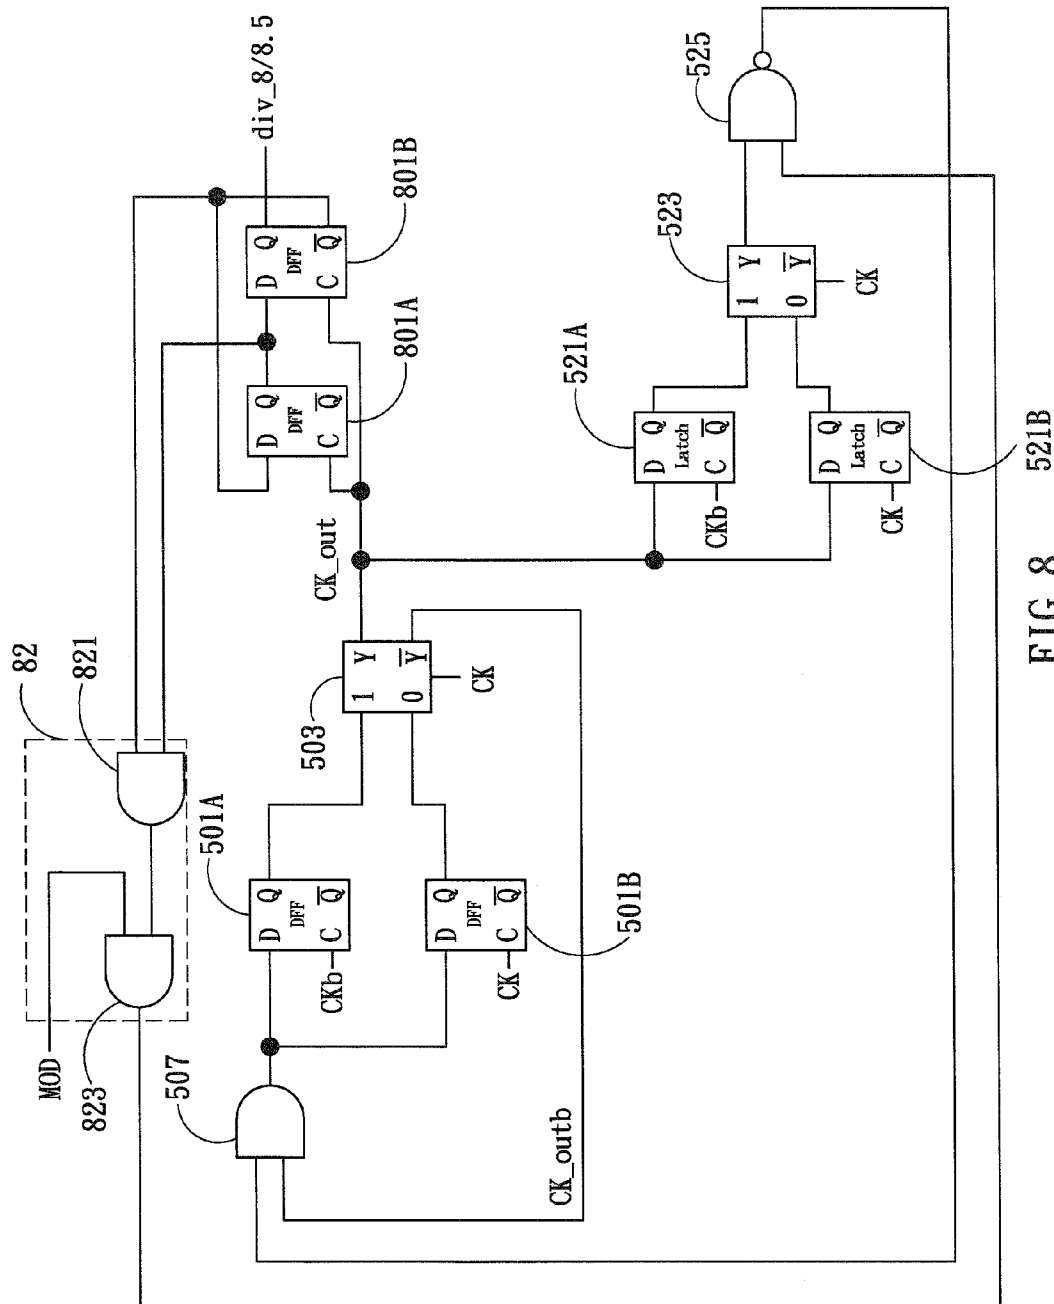 82
MOD
821
823
507
501A
div_8/8.5
D Q
DFF
C Q̅
D Q
DFF
C Q̅
D Q
DFF
C Q̅
CKb
CK_out
503
801A
801B
1 Y
0 Y̅
CK
D Q
DFF
C Q̅
CK
CK_outb
501B
521A
D Q
Latch
C Q̅
CKb
523
525
1 Y
0 Y̅
CK
D Q
Latch
C Q̅
CK
521B
FIG 8